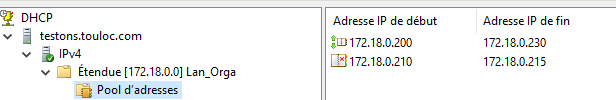 DHCP
testons.touloc.com
IPv4
Étendue [172.18.0.0] Lan_Orga
Pool d'adresses
Adresse IP de début Adresse IP de fin
172.18.0.200 172.18.0.230
172.18.0.210 172.18.0.215